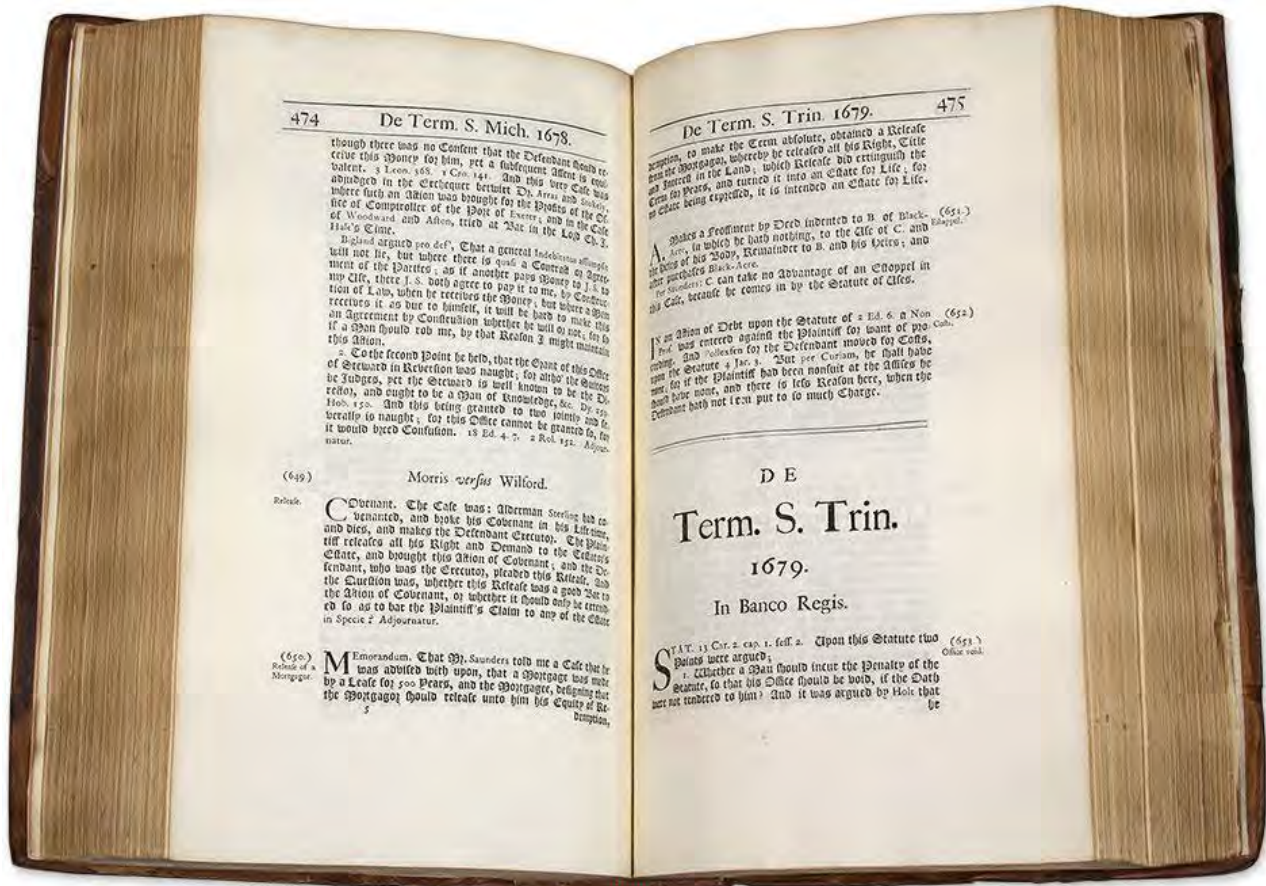 474 De Term. S. Mich. 1678.
though there was no Consent that the Defendant should re-
ceive this Money for him, yet a subsequent Assent is equi-
valent. 3 Leon. 368. 1 Cro. 141. And this very Case was
adjudged in the Exchequer betwixt Dr. Arras and Stukely,
where such an Action was brought for the Profits of the Of-
fice of Comptroller of the Port of Exeter; and in the Case
of Woodward and Aston, tried at Bar in the Lord Ch. J.
Hale's Time.
Bigland argued pro def', That a general Indebitatus assumpsit
will not lie, but where there is quasi a Contract or Agree-
ment of the Parties; as if another pays Money to J. S. to
my Use, there J. S. doth agree to pay it to me, by Construc-
tion of Law, when he receives the Money; but where a Man
receives it as due to himself, it will be hard to make this
an Agreement by Construction whether he will or not; for so
if a Man should rob me, by that Reason I might maintain
this Action.
2. To the second Point he held, that the Grant of this Office
of Steward in Reversion was naught; for altho' the Suitors
be Judges, yet the Steward is well known to be the Di-
rector, and ought to be a Man of Knowledge, &c. Dy. 259.
Hob. 150. And this being granted to two jointly and se-
verally is naught; for this Office cannot be granted so, for
it would breed Confusion. 18 Ed. 4. 7. 2 Rol. 152. Adjour-
natur.
(649.) Morris versus Wilford.
Release.
COvenant. The Case was: Alderman Sterling had co-
venanted, and broke his Covenant in his Life-time,
and dies, and makes the Defendant Executor. The Plain-
tiff releases all his Right and Demand to the Testator's
Estate, and brought this Action of Covenant; and the De-
fendant, who was the Executor, pleaded this Release. And
the Question was, whether this Release was a good Bar to
the Action of Covenant, or whether it should only be extend-
ed so as to bar the Plaintiff's Claim to any of the Estate
in Specie? Adjournatur.
(650.)
Release of a
Mortgagor.
MEmorandum. That Mr. Saunders told me a Case that he
was advised with upon, that a Mortgage was made
by a Lease for 500 Years, and the Mortgagee, designing that
the Mortgagor should release unto him his Equity of Re-
5 demption,
De Term. S. Trin. 1679. 475
demption, to make the Term absolute, obtained a Release
from the Mortgagor, whereby he released all his Right, Title
and Interest in the Land; which Release did extinguish the
Term for Years, and turned it into an Estate for Life; for
no Estate being expressed, it is intended an Estate for Life.
(651.)
Estoppel.
A. Makes a Feoffment by Deed indented to B. of Black-
Acre, in which he hath nothing, to the Use of C. and
the Heirs of his Body, Remainder to B. and his Heirs; and
after purchases Black-Acre.
Per Saunders: C. can take no Advantage of an Estoppel in
this Case, because he comes in by the Statute of Uses.
(652.)
Costs.
IN an Action of Debt upon the Statute of 2 Ed. 6. a Non
Pros' was entered against the Plaintiff for want of pro-
ceeding. And Pollexfen for the Defendant moved for Costs,
upon the Statute 4 Jac. 3. But per Curiam, he shall have
none; for if the Plaintiff had been nonsuit at the Assises he
should have none, and there is less Reason here, when the
Defendant hath not been put to so much Charge.
DE
Term. S. Trin.
1679.
In Banco Regis.
(653.)
Office void.
STAT. 13 Car. 2. cap. 1. sess. 2. Upon this Statute two
Points were argued;
1. Whether a Man should incur the Penalty of the
Statute, so that his Office should be void, if the Oath
were not tendered to him? And it was argued by Holt that
he